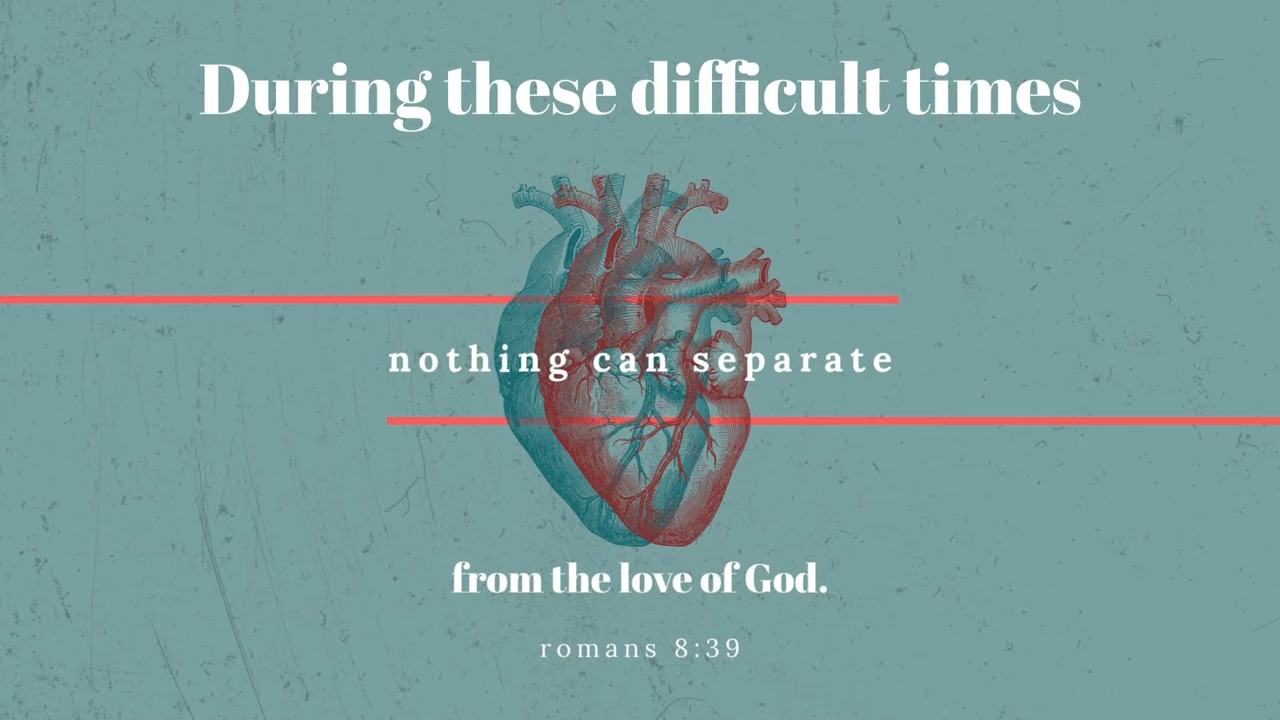 During these difficult times
nothing can separate
from the love of God.
romans 8:39